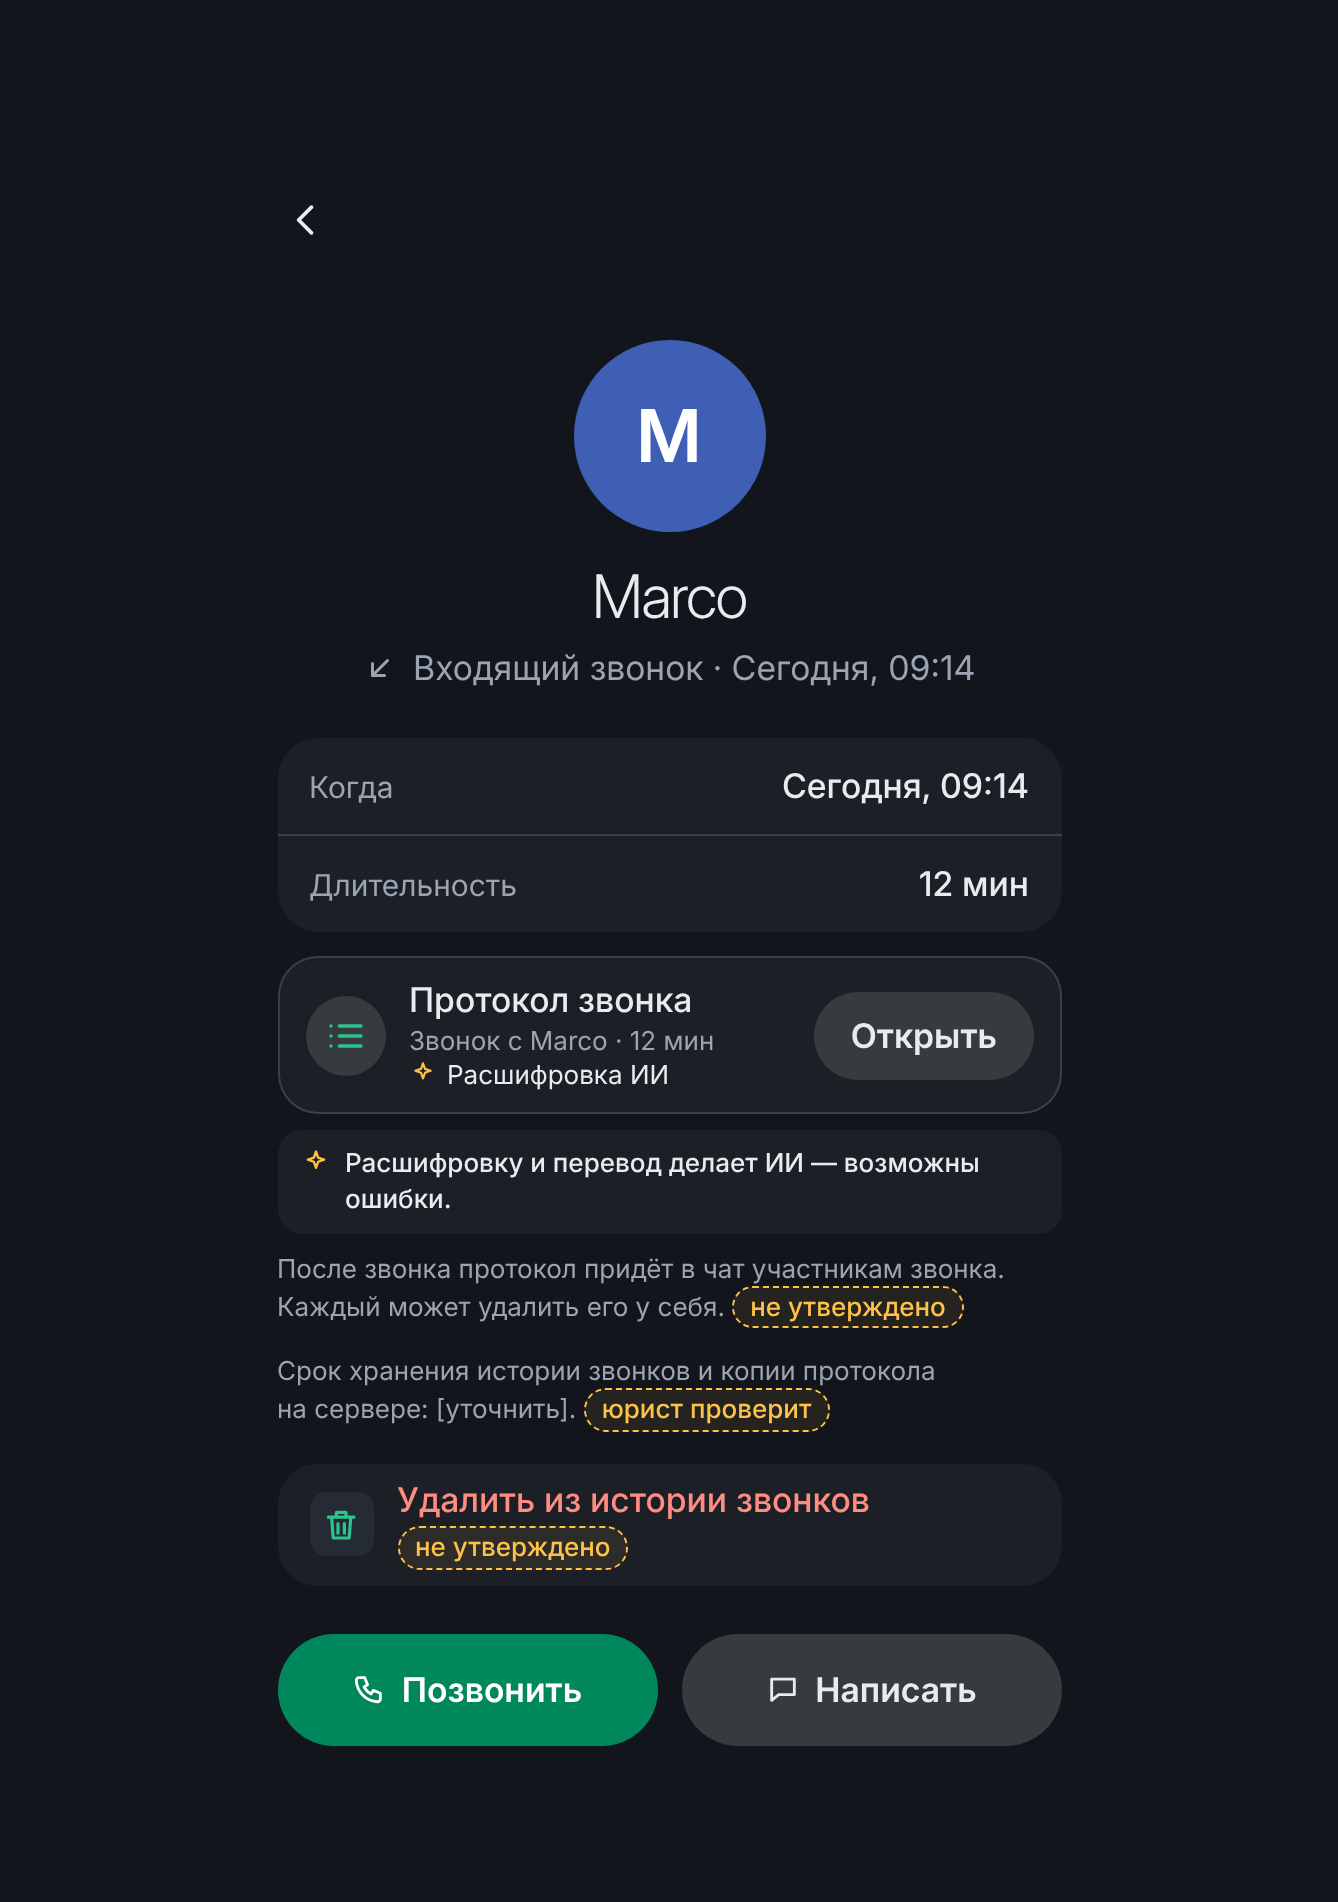 M
Marco
Входящий звонок · Сегодня, 09:14
Когда
Сегодня, 09:14
Длительность
12 мин
Протокол звонка
Звонок с Marco · 12 мин
Расшифровка ИИ
Открыть
Расшифровку и перевод делает ИИ — возможны
ошибки.
После звонка протокол придёт в чат участникам звонка.
Каждый может удалить его у себя. не утверждено
Срок хранения истории звонков и копии протокола
на сервере: [уточнить]. юрист проверит
Удалить из истории звонков
не утверждено
Позвонить
Написать